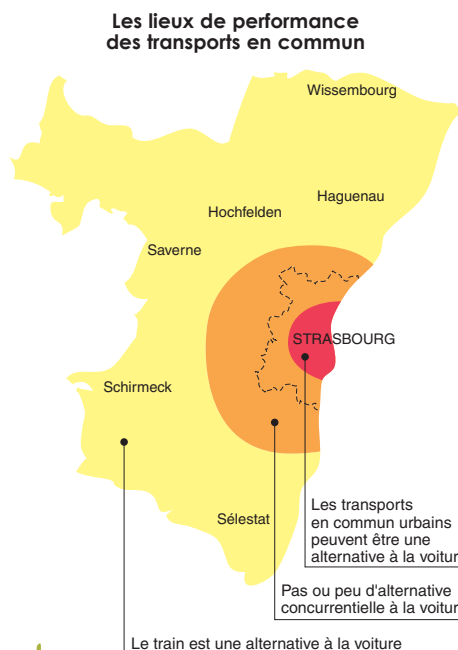 Les lieux de performance
des transports en commun
Wissembourg
Haguenau
Hochfelden
Saverne
STRASBOURG
Schirmeck
Sélestat
Les transports
en commun urbains
peuvent être une
alternative à la voitur
Pas ou peu d'alternative
concurrentielle à la voitur
Le train est une alternative à la voiture